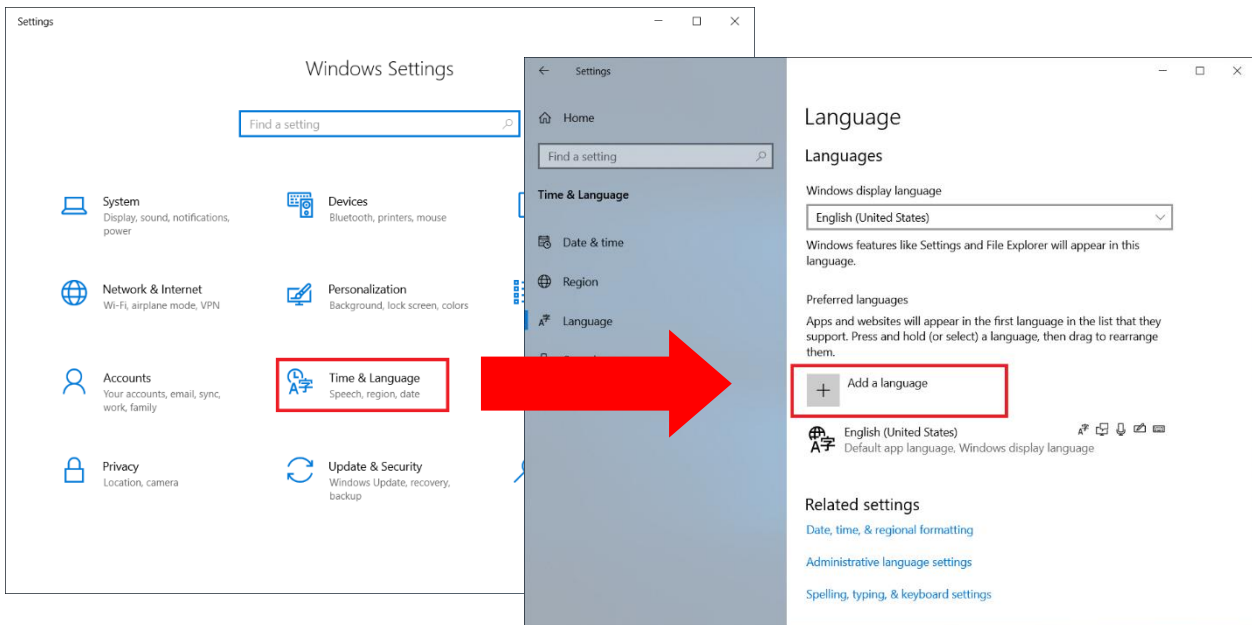 Settings
Windows Settings
Find a setting
System
Display, sound, notifications,
power
Devices
Bluetooth, printers, mouse
Network & Internet
Wi-Fi, airplane mode, VPN
Personalization
Background, lock screen, colors
Accounts
Your accounts, email, sync,
work, family
Time & Language
Speech, region, date
Privacy
Location, camera
Update & Security
Windows Update, recovery,
backup
Settings
Home
Find a setting
Time & Language
Date & time
Region
Language
Language
Languages
Windows display language
English (United States)
Windows features like Settings and File Explorer will appear in this
language.
Preferred languages
Apps and websites will appear in the first language in the list that they
support. Press and hold (or select) a language, then drag to rearrange
them.
Add a language
English (United States)
Default app language, Windows display language
Related settings
Date, time, & regional formatting
Administrative language settings
Spelling, typing, & keyboard settings